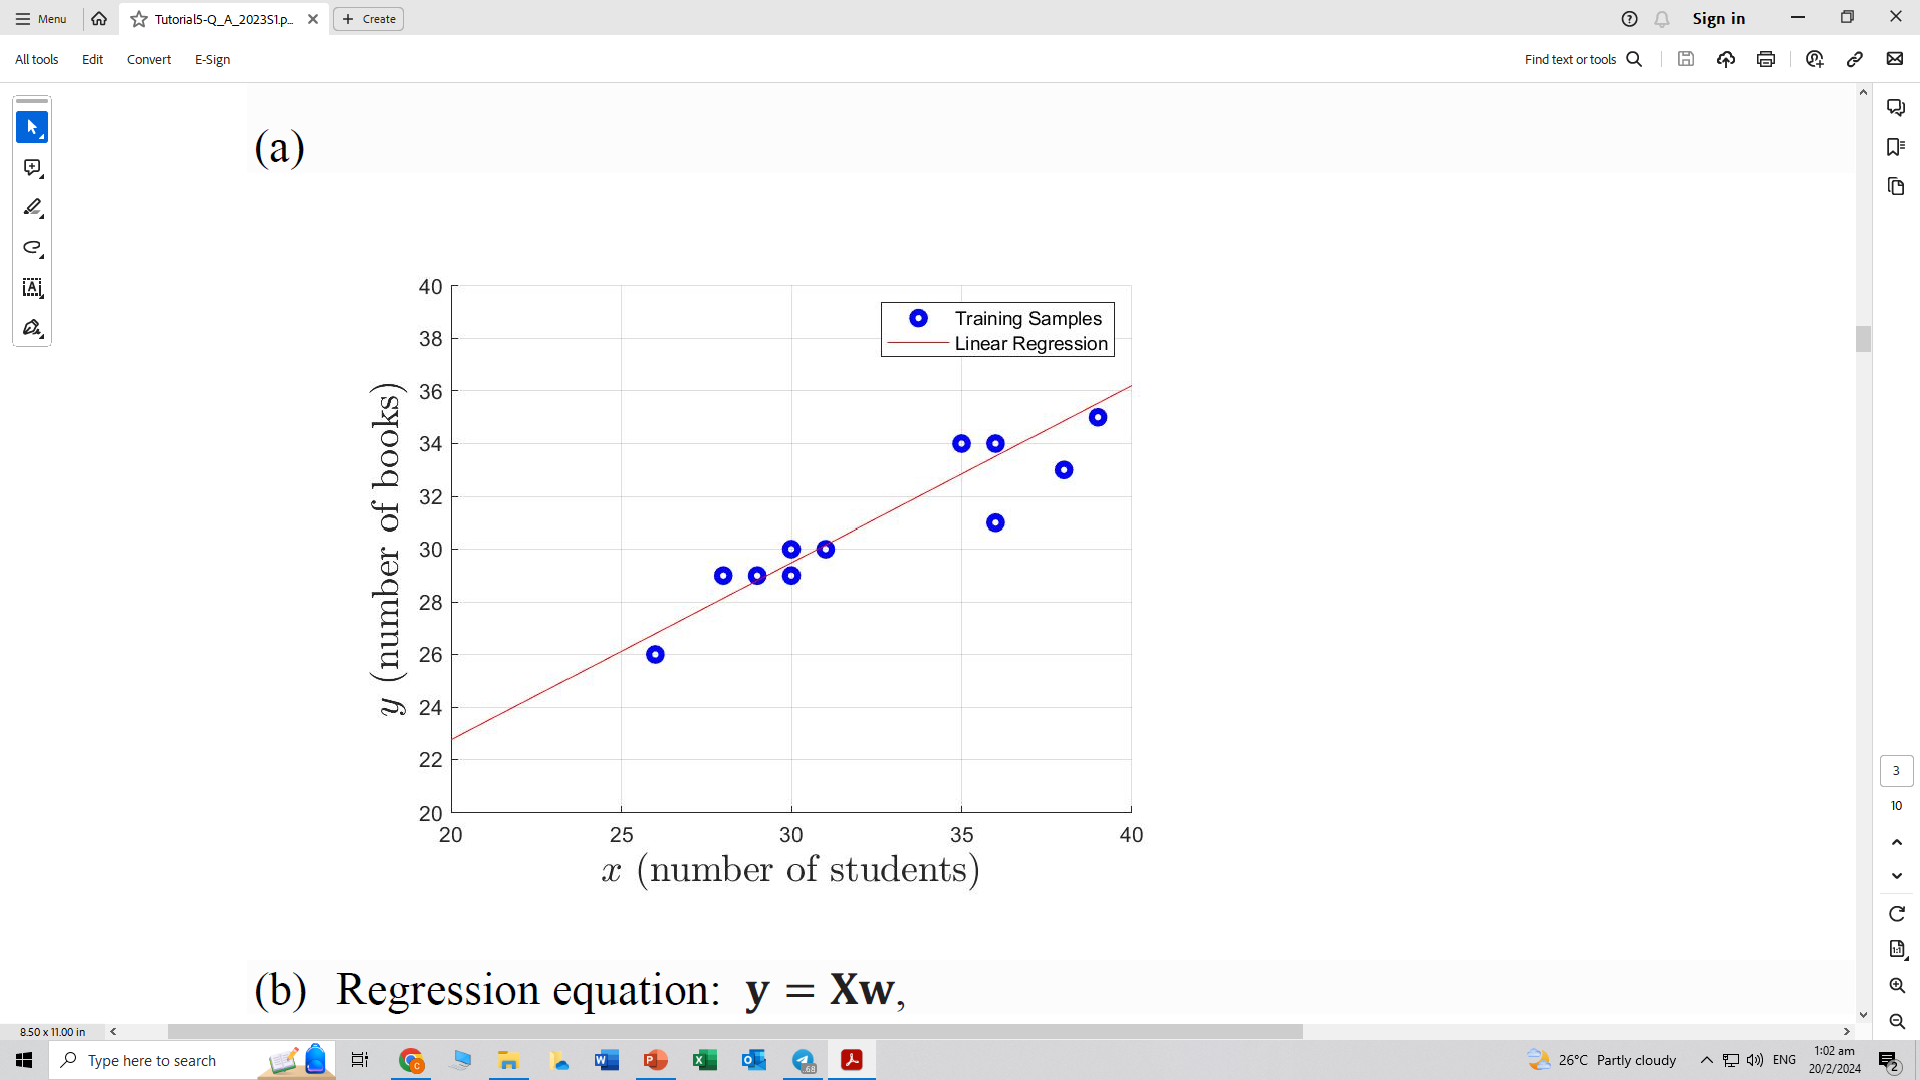 Menu
Tutorial5-Q_A_2023S1.p...
Create
Sign in
All tools
Edit
Convert
E-Sign
Find text or tools
(a)
40
38
36
34
32
30
28
26
24
22
20
y (number of books)
Training Samples
Linear Regression
20
25
30
35
40
x (number of students)
(b) Regression equation: y = Xw,
3
10
8.50 x 11.00 in
Type here to search
.68
26°C Partly cloudy
ENG
1:02 am
20/2/2024
2